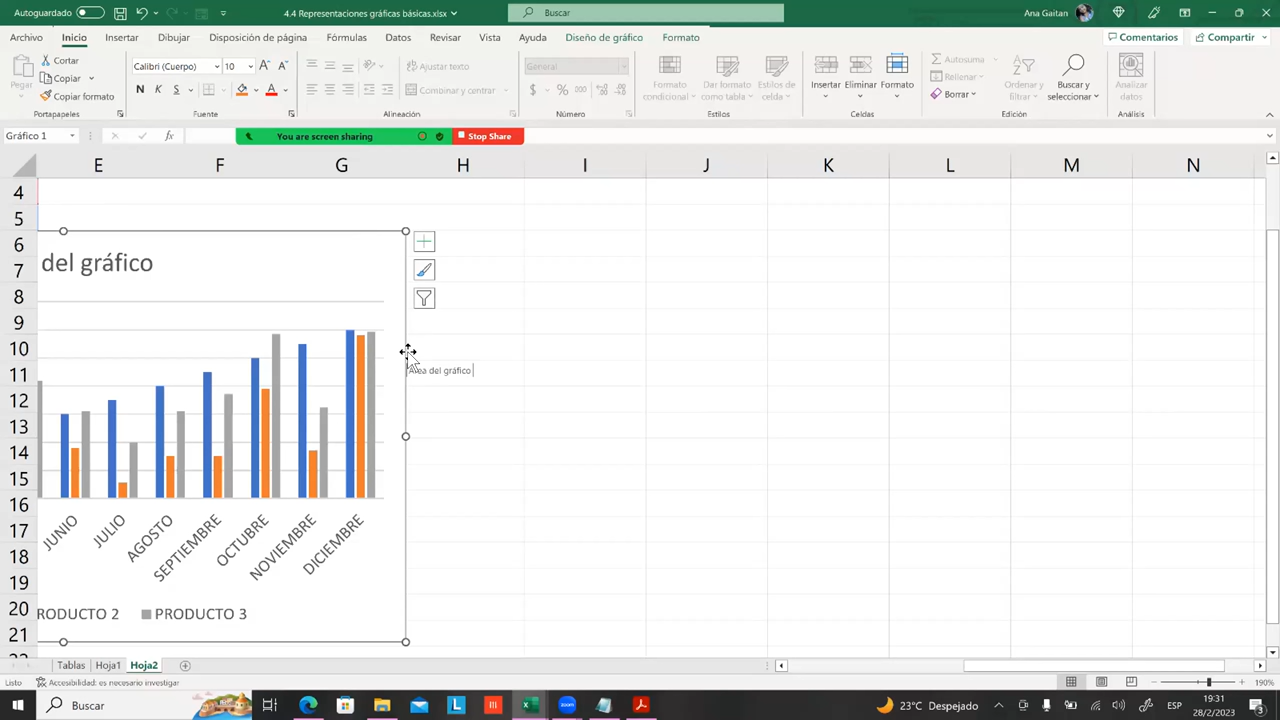 Autoguardado
4.4 Representaciones gráficas básicas.xlsx
Buscar
Ana Gaitan
Archivo Inicio Insertar Dibujar Disposición de página Fórmulas Datos Revisar Vista Ayuda Diseño de gráfico Formato
Comentarios Compartir
Pegar
Cortar
Copiar
Copiar formato
Portapapeles
Calibri (Cuerpo) 10 A A
N K S A
Fuente
Ajustar texto
Combinar y centrar
Alineación
General
$ % 000
Número
Formato condicional
Dar formato como tabla
Estilos de celda
Estilos
Insertar Eliminar Formato
Celdas
Autosuma
Rellenar
Borrar
Ordenar y filtrar
Buscar y seleccionar
Edición
Analizar datos
Análisis
Gráfico 1
fx
You are screen sharing
Stop Share
E F G H I J K L M N
4
5
6
7
8
9
10
11
12
13
14
15
16
17
18
19
20
21
del gráfico
Área del gráfico
JUNIO
JULIO
AGOSTO
SEPTIEMBRE
OCTUBRE
NOVIEMBRE
DICIEMBRE
RODUCTO 2 PRODUCTO 3
Tablas Hoja1 Hoja2
Listo
Accesibilidad: es necesario investigar
190%
Buscar
23°C Despejado
ESP
19:31
28/2/2023
3